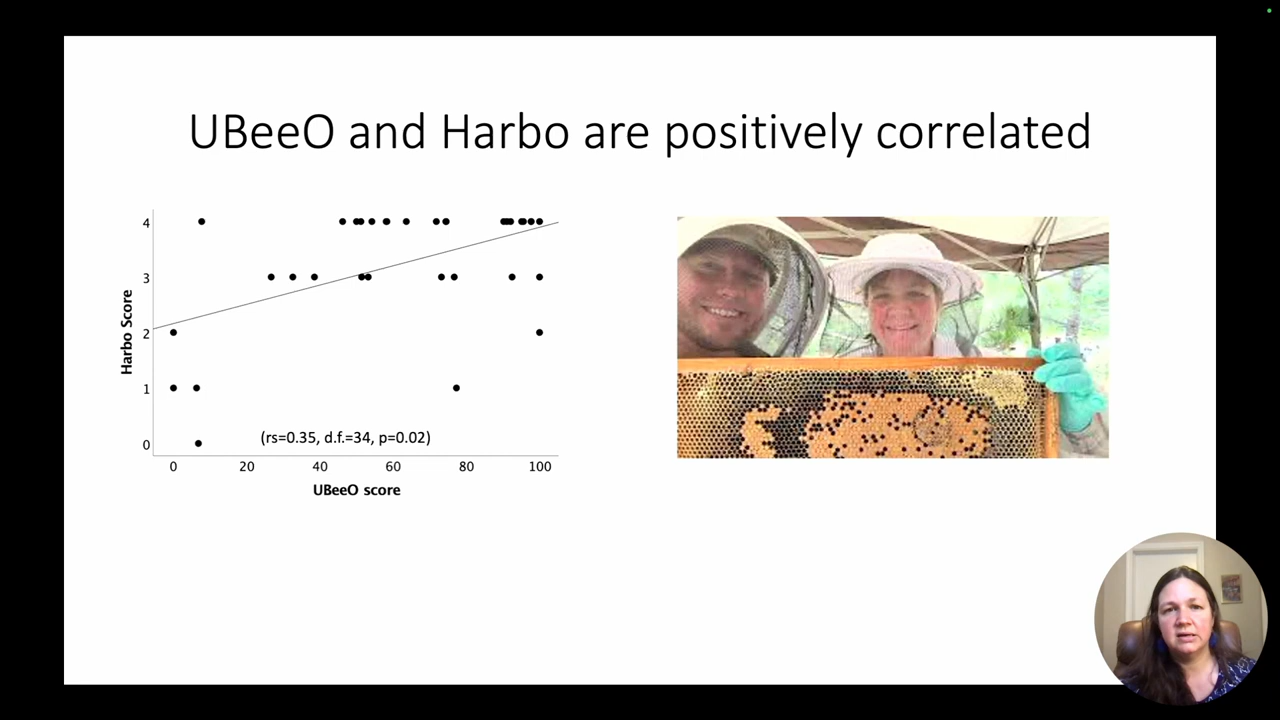 UBeeO and Harbo are positively correlated
4
3
2
1
0
Harbo Score
(rs=0.35, d.f.=34, p=0.02)
0 20 40 60 80 100
UBeeO score